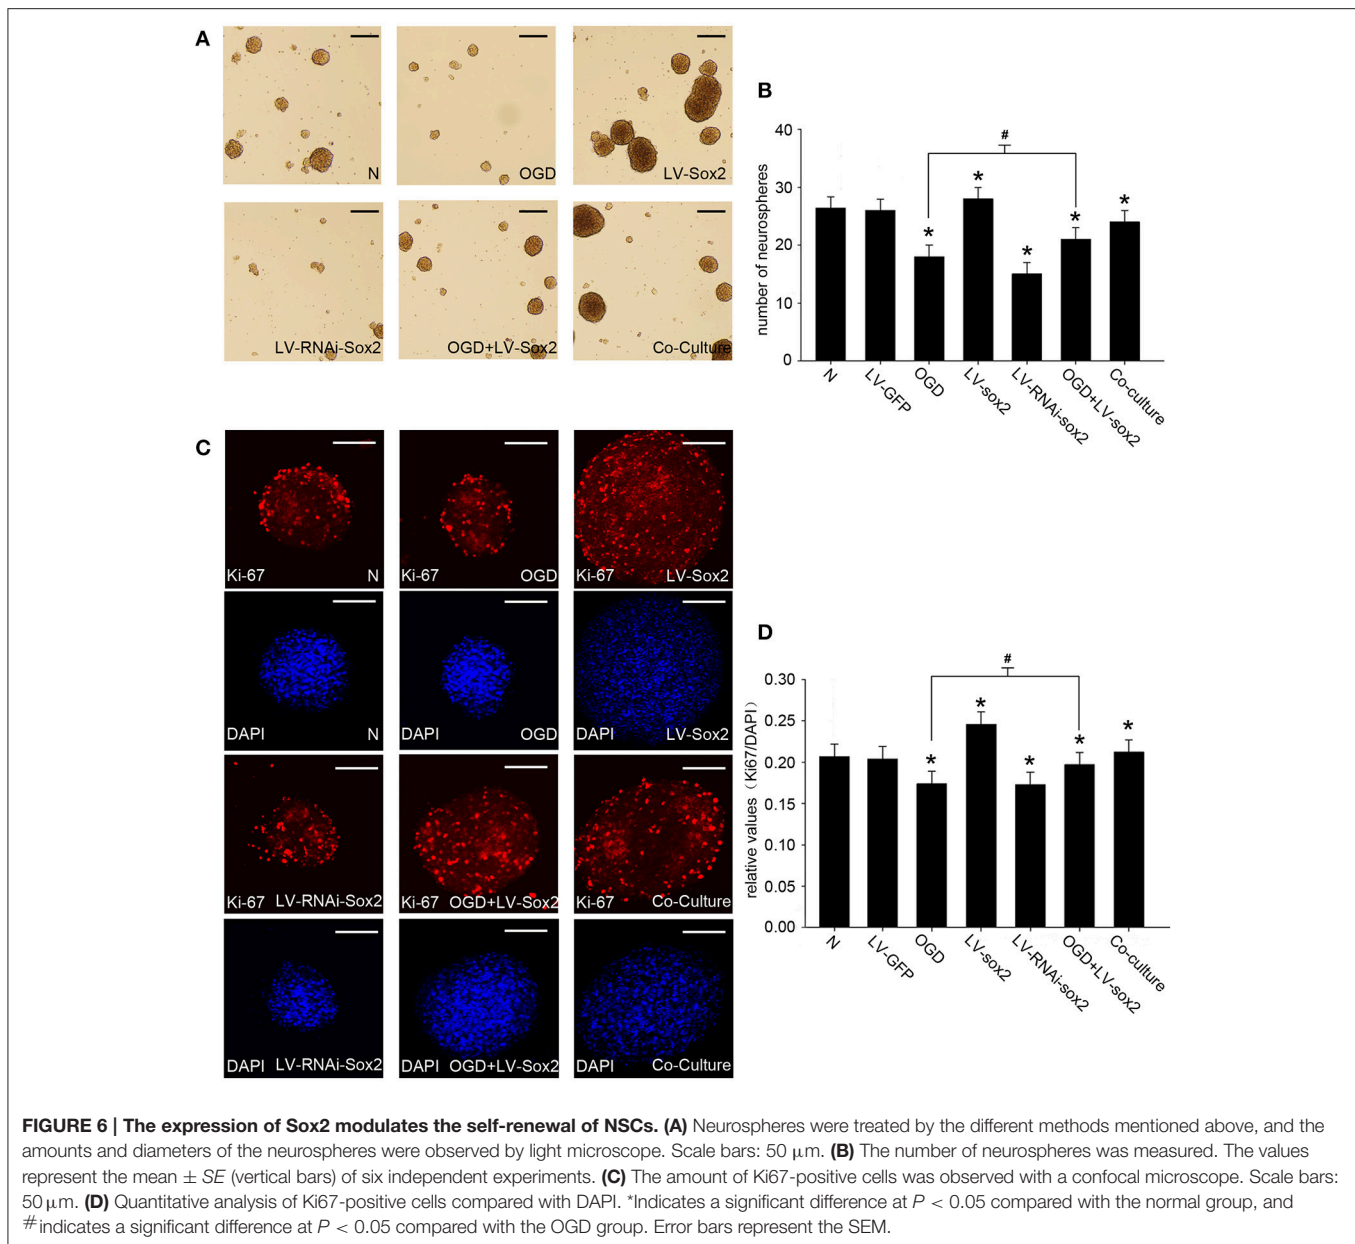 A
N
OGD
LV-Sox2
LV-RNAi-Sox2
OGD+LV-Sox2
Co-Culture
B
number of neurospheres
40
30
20
10
0
#
*
*
*
*
*
N
LV-GFP
OGD
LV-sox2
LV-RNAi-sox2
OGD+LV-sox2
Co-culture
C
Ki-67 N
Ki-67 OGD
Ki-67 LV-Sox2
DAPI N
DAPI OGD
DAPI LV-Sox2
Ki-67 LV-RNAi-Sox2
Ki-67 OGD+LV-Sox2
Ki-67 Co-Culture
DAPI LV-RNAi-Sox2
DAPI OGD+LV-Sox2
DAPI Co-Culture
D
relative values（Ki67/DAPI）
0.30
0.25
0.20
0.15
0.10
0.05
0.00
#
*
*
*
*
*
N
LV-GFP
OGD
LV-sox2
LV-RNAi-sox2
OGD+LV-sox2
Co-culture
FIGURE 6 | The expression of Sox2 modulates the self-renewal of NSCs. (A) Neurospheres were treated by the different methods mentioned above, and the
amounts and diameters of the neurospheres were observed by light microscope. Scale bars: 50 μm. (B) The number of neurospheres was measured. The values
represent the mean ± SE (vertical bars) of six independent experiments. (C) The amount of Ki67-positive cells was observed with a confocal microscope. Scale bars:
50 μm. (D) Quantitative analysis of Ki67-positive cells compared with DAPI. *Indicates a significant difference at P < 0.05 compared with the normal group, and
#indicates a significant difference at P < 0.05 compared with the OGD group. Error bars represent the SEM.